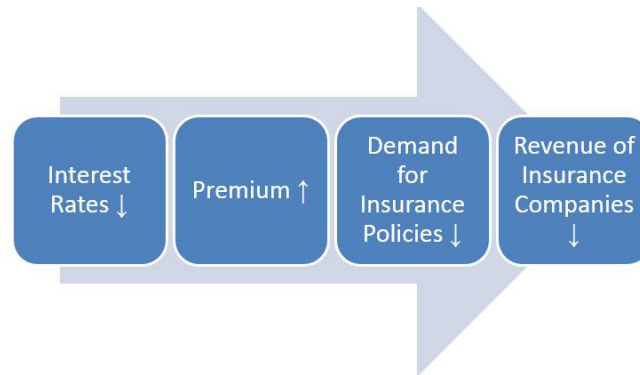 Interest
Rates ↓
Premium ↑
Demand
for
Insurance
Policies ↓
Revenue of
Insurance
Companies
↓